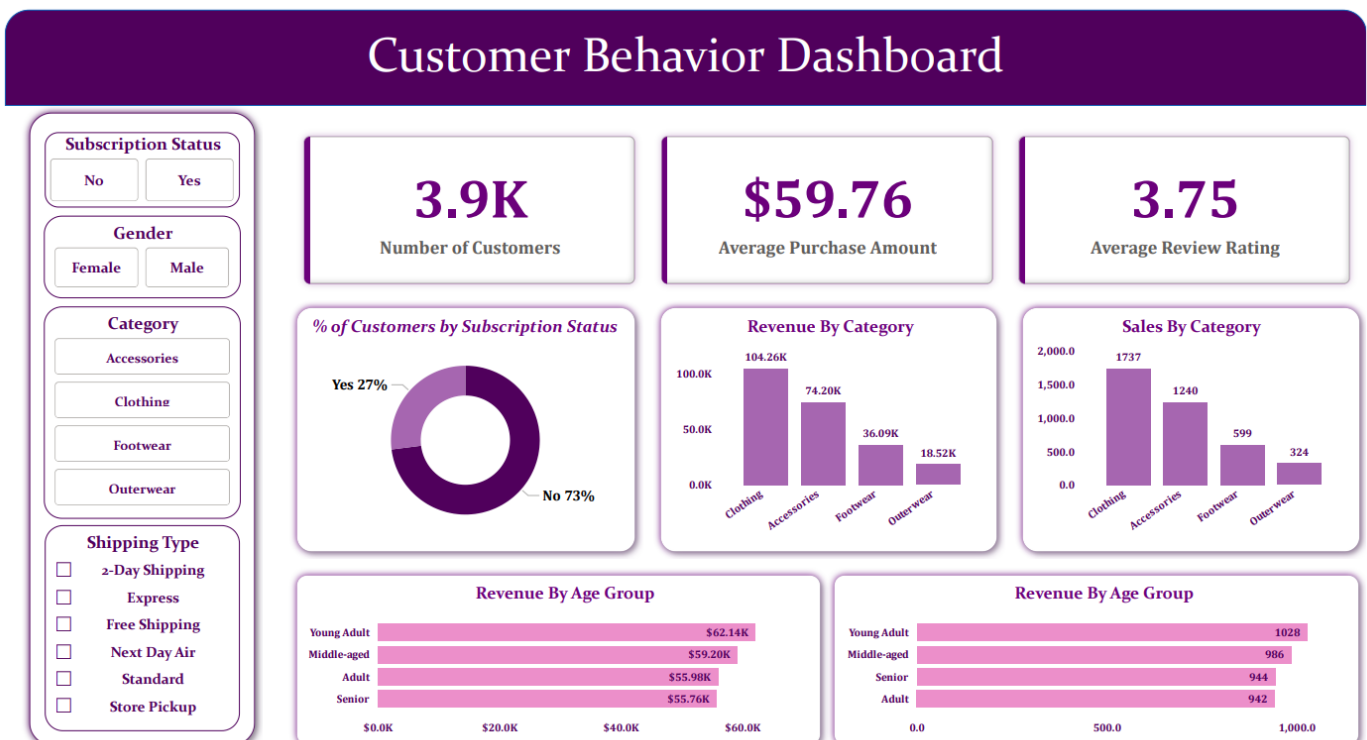 Customer Behavior Dashboard
Subscription Status
No Yes
Gender
Female Male
Category
Accessories
Clothing
Footwear
Outerwear
Shipping Type
2-Day Shipping
Express
Free Shipping
Next Day Air
Standard
Store Pickup
3.9K
Number of Customers
$59.76
Average Purchase Amount
3.75
Average Review Rating
% of Customers by Subscription Status
Yes 27%
No 73%
Revenue By Category
104.26K
100.0K
74.20K
50.0K
36.09K
18.52K
0.0K
Clothing Accessories Footwear Outerwear
Sales By Category
2,000.0
1737
1,500.0
1240
1,000.0
599
500.0
324
0.0
Clothing Accessories Footwear Outerwear
Revenue By Age Group
Young Adult $62.14K
Middle-aged $59.20K
Adult $55.98K
Senior $55.76K
$0.0K $20.0K $40.0K $60.0K
Revenue By Age Group
Young Adult 1028
Middle-aged 986
Senior 944
Adult 942
0.0 500.0 1,000.0